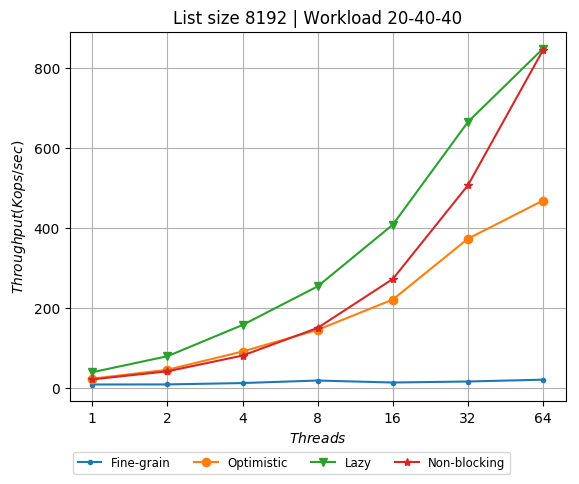 List size 8192 | Workload 20-40-40
800
600
400
200
0
Throughput(Kops/sec)
1 2 4 8 16 32 64
Threads
Fine-grain Optimistic Lazy Non-blocking